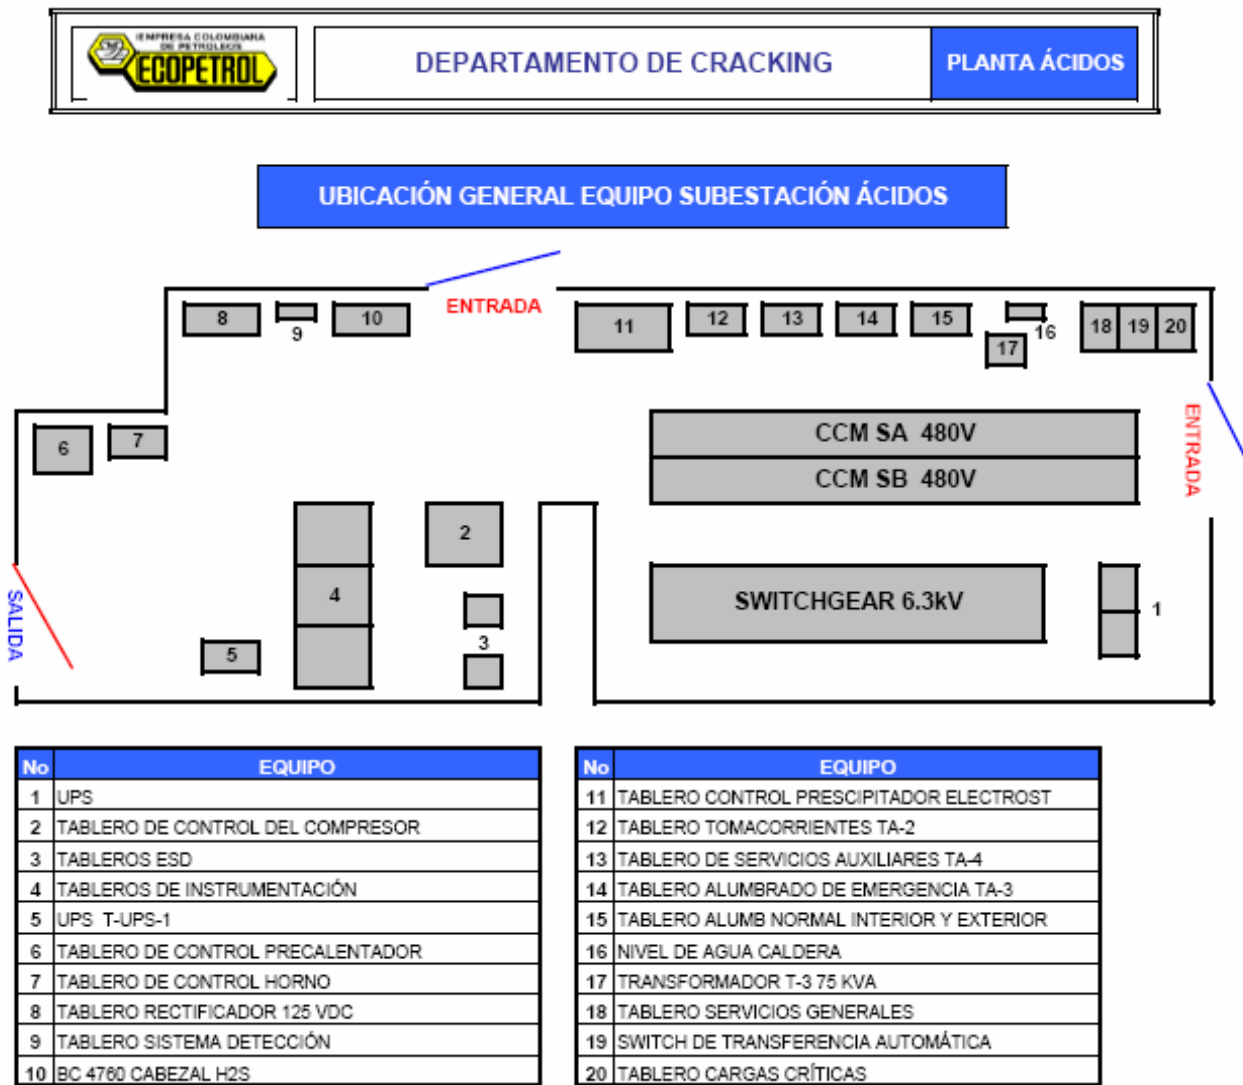 EMPRESA COLOMBIANA
DE PETROLEOS
ECOPETROL
DEPARTAMENTO DE CRACKING
PLANTA ÁCIDOS
UBICACIÓN GENERAL EQUIPO SUBESTACIÓN ÁCIDOS
ENTRADA
8
9
10
11
12
13
14
15
16
17
18 19 20
6
7
CCM SA 480V
CCM SB 480V
ENTRADA
2
4
3
5
SALIDA
SWITCHGEAR 6.3kV
1
No EQUIPO
1 UPS
2 TABLERO DE CONTROL DEL COMPRESOR
3 TABLEROS ESD
4 TABLEROS DE INSTRUMENTACIÓN
5 UPS T-UPS-1
6 TABLERO DE CONTROL PRECALENTADOR
7 TABLERO DE CONTROL HORNO
8 TABLERO RECTIFICADOR 125 VDC
9 TABLERO SISTEMA DETECCIÓN
10 BC 4760 CABEZAL H2S
No EQUIPO
11 TABLERO CONTROL PRESCIPITADOR ELECTROST
12 TABLERO TOMACORRIENTES TA-2
13 TABLERO DE SERVICIOS AUXILIARES TA-4
14 TABLERO ALUMBRADO DE EMERGENCIA TA-3
15 TABLERO ALUMB NORMAL INTERIOR Y EXTERIOR
16 NIVEL DE AGUA CALDERA
17 TRANSFORMADOR T-3 75 KVA
18 TABLERO SERVICIOS GENERALES
19 SWITCH DE TRANSFERENCIA AUTOMÁTICA
20 TABLERO CARGAS CRÍTICAS